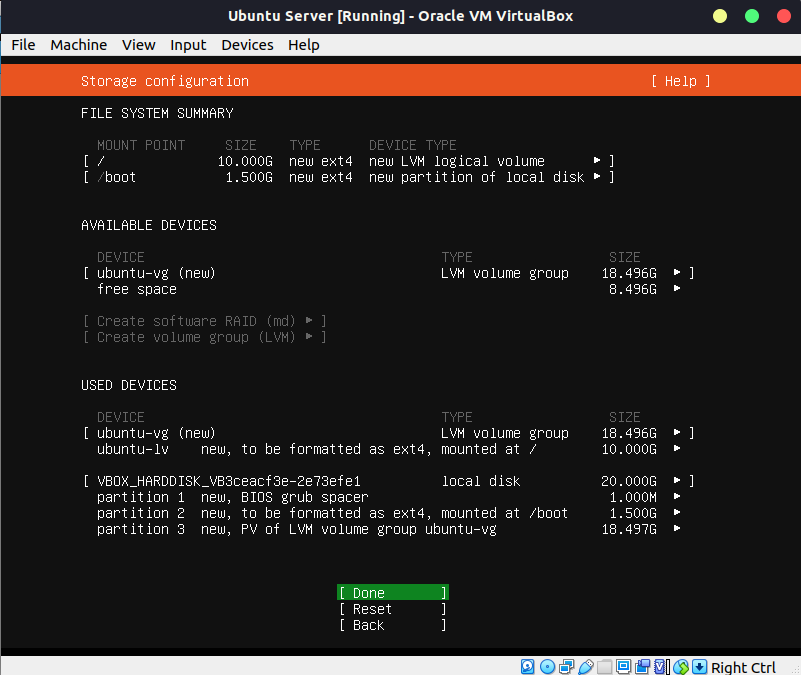 Ubuntu Server [Running] - Oracle VM VirtualBox
File Machine View Input Devices Help
Storage configuration [ Help ]
FILE SYSTEM SUMMARY
MOUNT POINT SIZE TYPE DEVICE TYPE
[ / 10.000G new ext4 new LVM logical volume ▸ ]
[ /boot 1.500G new ext4 new partition of local disk ▸ ]
AVAILABLE DEVICES
DEVICE TYPE SIZE
[ ubuntu-vg (new) LVM volume group 18.496G ▸ ]
free space 8.496G ▸
[ Create software RAID (md) ▸ ]
[ Create volume group (LVM) ▸ ]
USED DEVICES
DEVICE TYPE SIZE
[ ubuntu-vg (new) LVM volume group 18.496G ▸ ]
ubuntu-lv new, to be formatted as ext4, mounted at / 10.000G ▸
[ VBOX_HARDDISK_VB3ceacf3e-2e73efe1 local disk 20.000G ▸ ]
partition 1 new, BIOS grub spacer 1.000M ▸
partition 2 new, to be formatted as ext4, mounted at /boot 1.500G ▸
partition 3 new, PV of LVM volume group ubuntu-vg 18.497G ▸
[ Done ]
[ Reset ]
[ Back ]
Right Ctrl